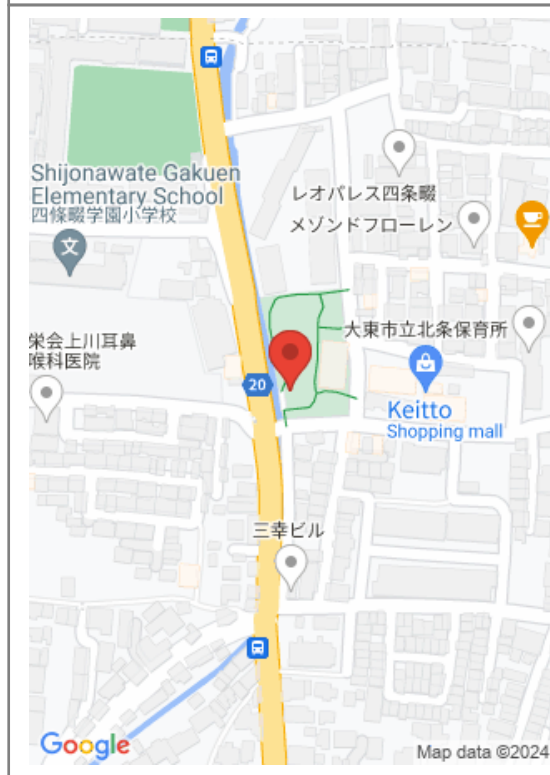 Shijonawate Gakuen
Elementary School
四條畷学園小学校
文
レオパレス四条畷
メゾンドフローレン
栄会上川耳鼻
喉科医院
大東市立北条保育所
20
Keitto
Shopping mall
三幸ビル
Google
Map data ©2024